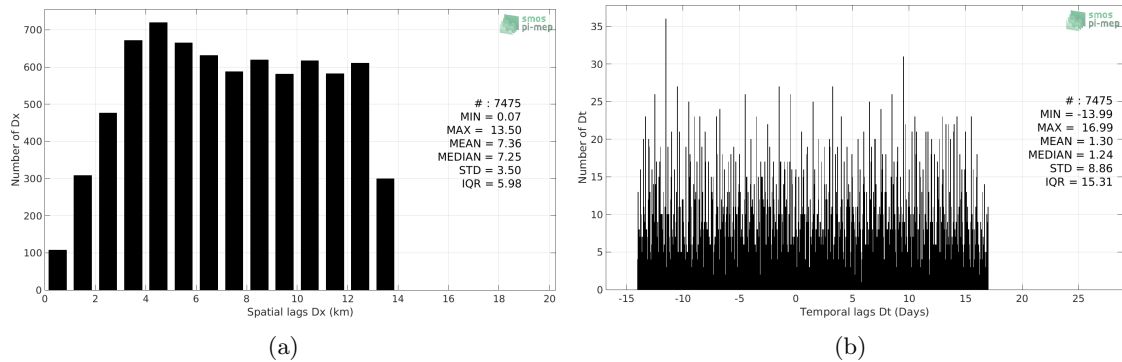 smos
pi-mep
700
600
500
400
300
200
100
0
Number of Dx
# : 7475
MIN = 0.07
MAX = 13.50
MEAN = 7.36
MEDIAN = 7.25
STD = 3.50
IQR = 5.98
0 2 4 6 8 10 12 14 16 18 20
Spatial lags Dx (km)
(a)
smos
pi-mep
35
30
25
20
15
10
5
0
Number of Dt
# : 7475
MIN = -13.99
MAX = 16.99
MEAN = 1.30
MEDIAN = 1.24
STD = 8.86
IQR = 15.31
-15 -10 -5 0 5 10 15 20 25
Temporal lags Dt (Days)
(b)